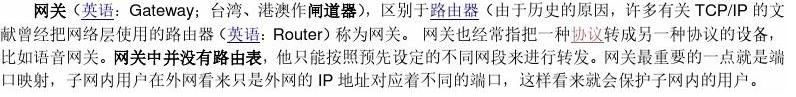 网关（英语：Gateway；台湾、港澳作闸道器），区别于路由器（由于历史的原因，许多有关 TCP/IP 的文
献曾经把网络层使用的路由器（英语：Router）称为网关。 网关也经常指把一种协议转成另一种协议的设备，
比如语音网关。网关中并没有路由表，他只能按照预先设定的不同网段来进行转发。网关最重要的一点就是端
口映射，子网内用户在外网看来只是外网的 IP 地址对应着不同的端口，这样看来就会保护子网内的用户。